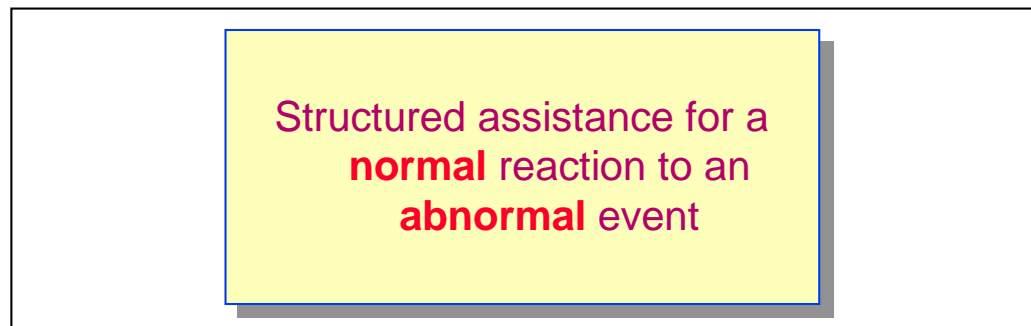 Structured assistance for a
normal reaction to an
abnormal event